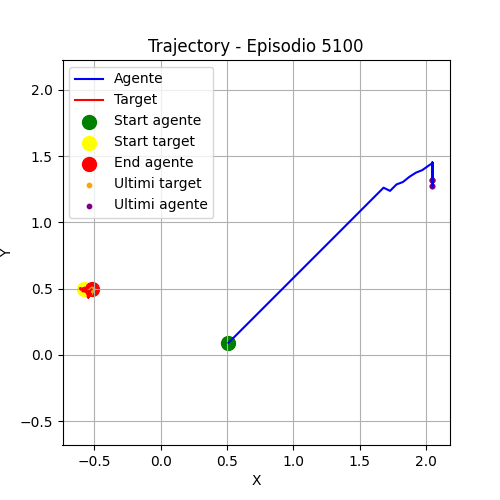 Trajectory - Episodio 5100
Agente
Target
Start agente
Start target
End agente
Ultimi target
Ultimi agente
2.0
1.5
1.0
0.5
0.0
−0.5
Y
−0.5
0.0
0.5
1.0
1.5
2.0
X